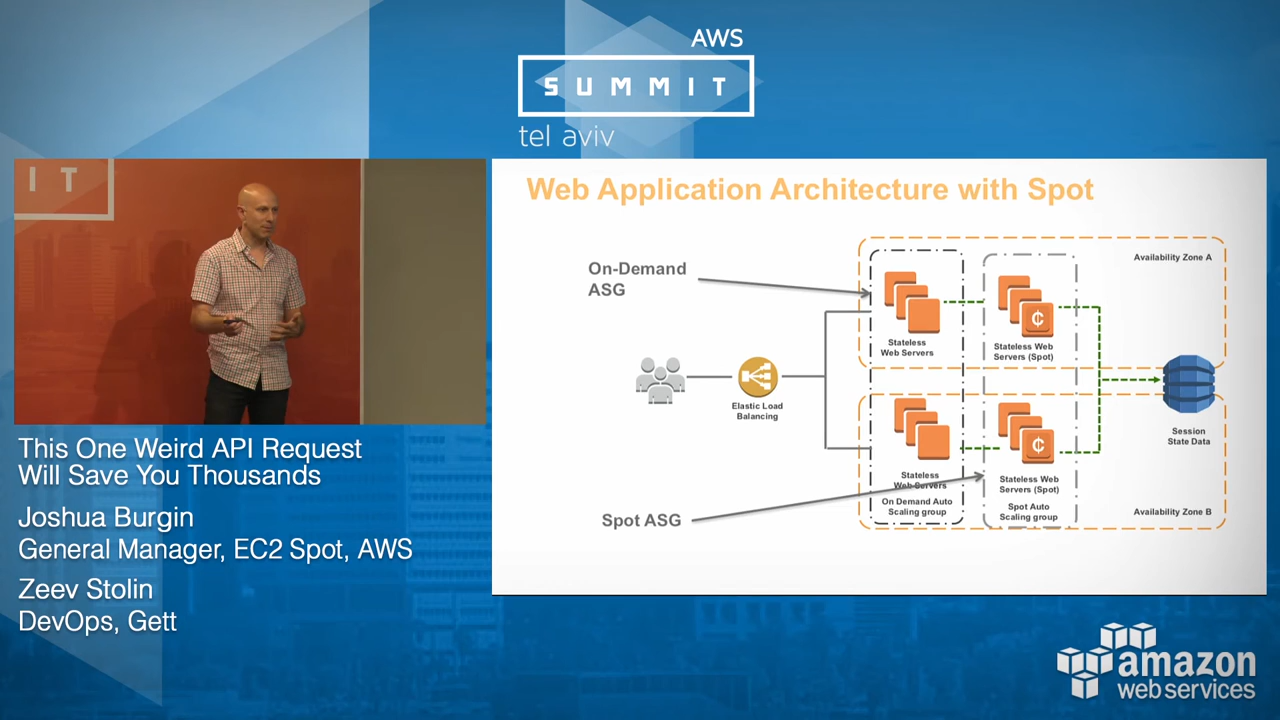 AWS
SUMMIT
tel aviv
I T
This One Weird API Request
Will Save You Thousands
Joshua Burgin
General Manager, EC2 Spot, AWS
Zeev Stolin
DevOps, Gett
Web Application Architecture with Spot
On-Demand
ASG
Availability Zone A
Stateless
Web Servers
Stateless Web
Servers (Spot)
¢
Elastic Load
Balancing
Session
State Data
Stateless
Web Servers
On Demand Auto
Scaling group
¢
Stateless Web
Servers (Spot)
Spot Auto
Scaling group
Spot ASG
Availability Zone B
amazon
web services